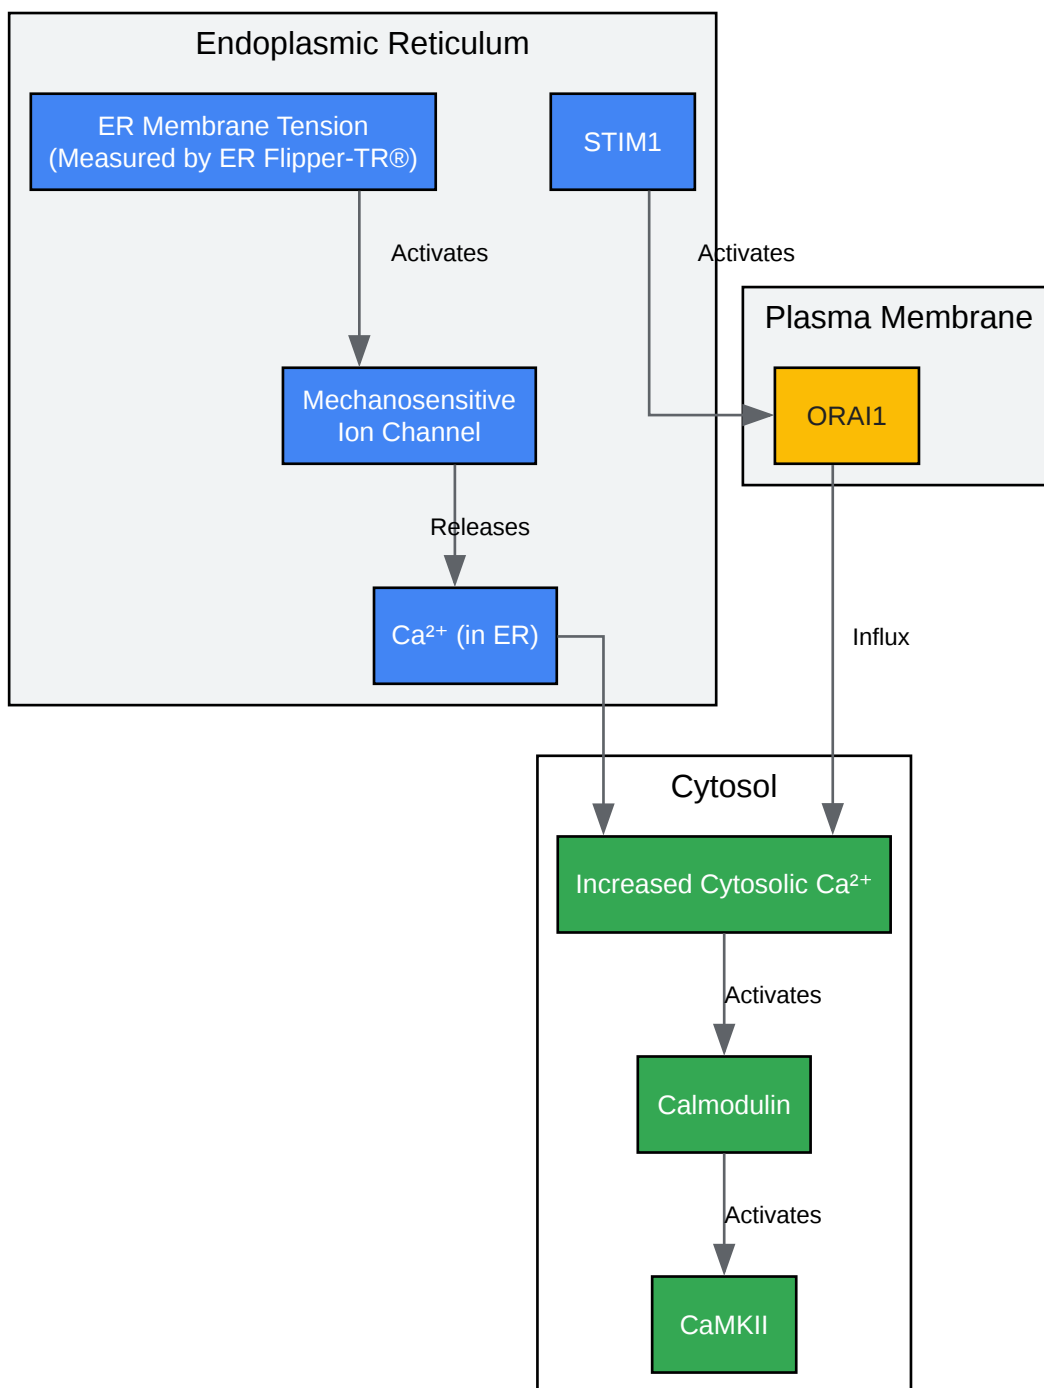 Endoplasmic Reticulum
ER Membrane Tension
(Measured by ER Flipper-TR®)
STIM1
Activates
Activates
Plasma Membrane
Mechanosensitive
Ion Channel
ORAI1
Releases
Ca²⁺ (in ER)
Influx
Cytosol
Increased Cytosolic Ca²⁺
Activates
Calmodulin
Activates
CaMKII